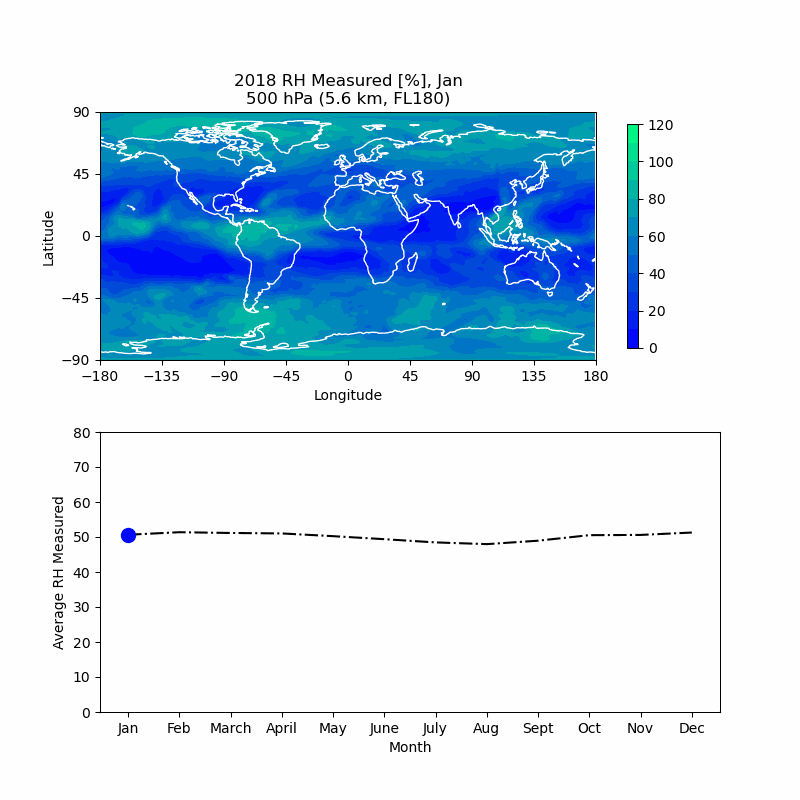 2018 RH Measured [%], Jan
500 hPa (5.6 km, FL180)
90
45
0
−45
−90
Latitude
−180 −135 −90 −45 0 45 90 135 180
Longitude
120
100
80
60
40
20
0
80
70
60
50
40
30
20
10
0
Average RH Measured
Jan Feb March April May June July Aug Sept Oct Nov Dec
Month